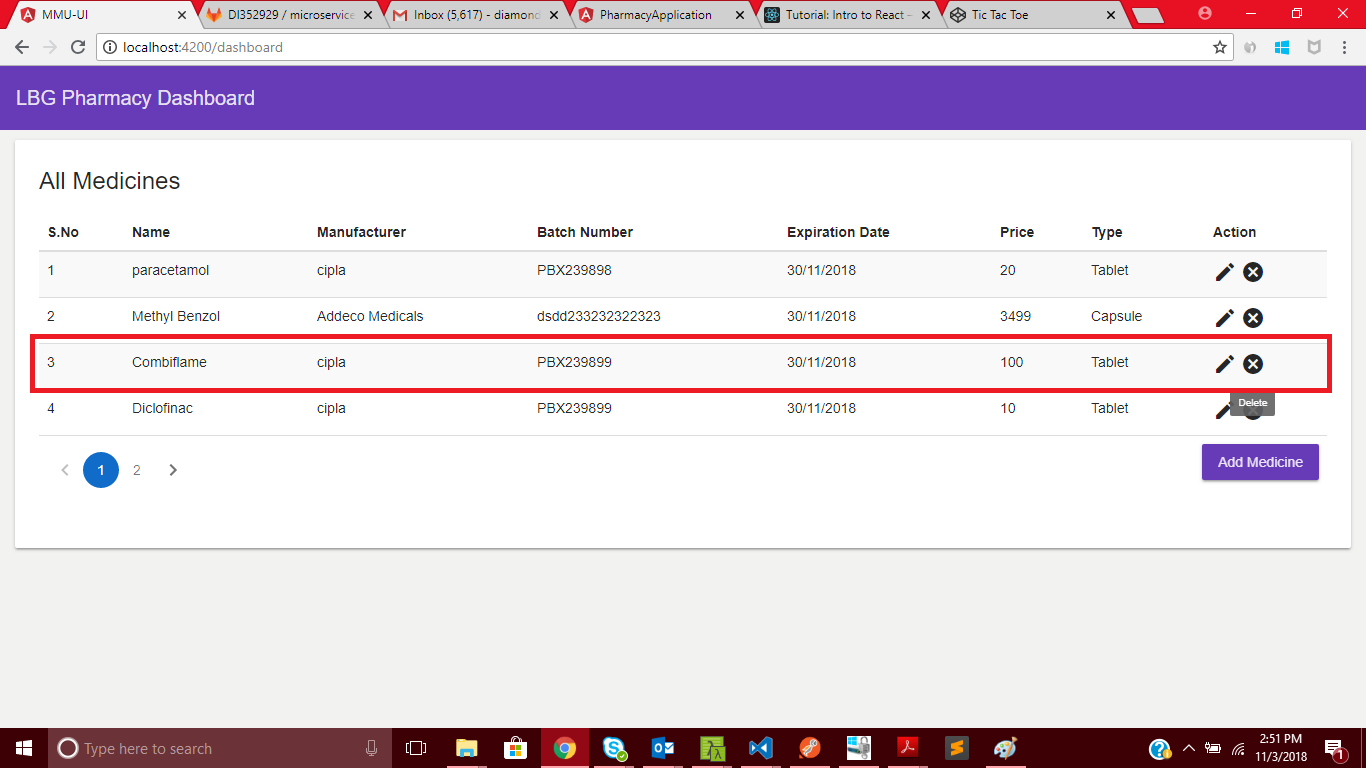 MMU-UI
DI352929 / microservice
Inbox (5,617) - diamond
PharmacyApplication
Tutorial: Intro to React –
Tic Tac Toe
localhost:4200/dashboard
LBG Pharmacy Dashboard
All Medicines
S.No Name Manufacturer Batch Number Expiration Date Price Type Action
1 paracetamol cipla PBX239898 30/11/2018 20 Tablet
2 Methyl Benzol Addeco Medicals dsdd233232322323 30/11/2018 3499 Capsule
3 Combiflame cipla PBX239899 30/11/2018 100 Tablet
4 Diclofinac cipla PBX239899 30/11/2018 10 Tablet
Delete
1 2
Add Medicine
Type here to search
2:51 PM
11/3/2018
1